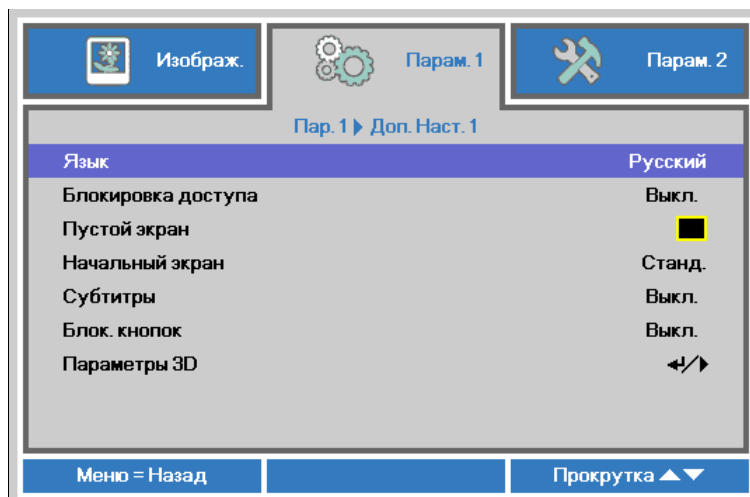 Изображ. Парам. 1 Парам. 2
Пар. 1 ▶ Доп. Наст. 1
Язык Русский
Блокировка доступа Выкл.
Пустой экран
Начальный экран Станд.
Субтитры Выкл.
Блок. кнопок Выкл.
Параметры 3D ↵/▶
Меню = Назад Прокрутка ▲▼